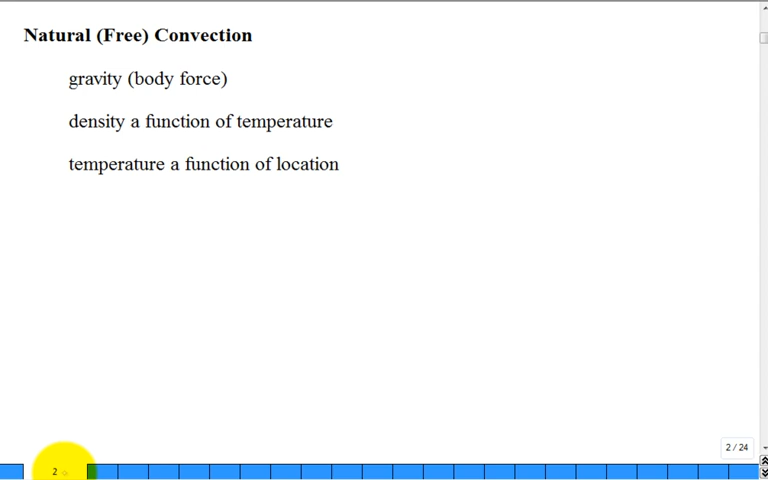 Natural (Free) Convection
gravity (body force)
density a function of temperature
temperature a function of location
2 / 24
2